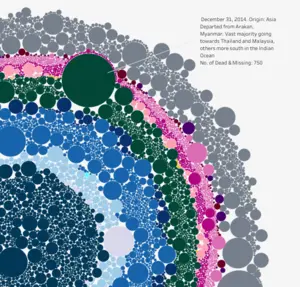 December 31, 2014. Origin: Asia
Departed from Arakan,
Myanmar. Vast majority going
towards Thailand and Malaysia,
others more south in the Indian
Ocean
No. of Dead & Missing: 750